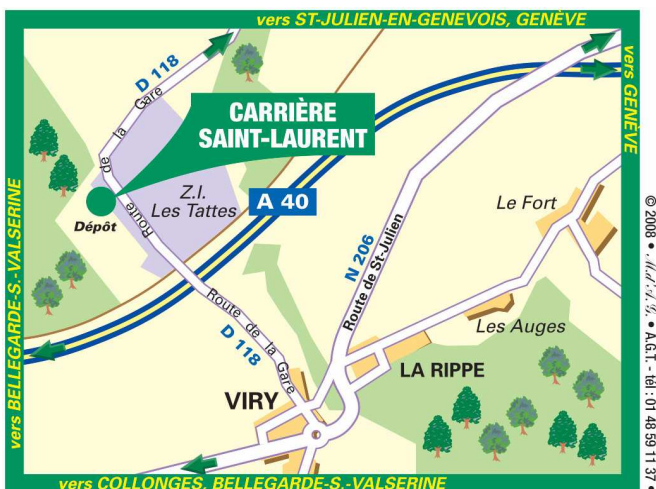 vers ST-JULIEN-EN-GENEVOIS, GENÈVE
D 118
Route de la Gare
CARRIÈRE
SAINT-LAURENT
Z.I.
Les Tattes
Dépôt
A 40
vers GENÈVE
Le Fort
N 206
Route de St-Julien
Les Auges
Route de la Gare
D 118
LA RIPPE
VIRY
vers BELLEGARDE-S.-VALSERINE
vers COLLONGES, BELLEGARDE-S.-VALSERINE
© 2008 • • A.G.T. - tél : 01 48 59 11 37 •